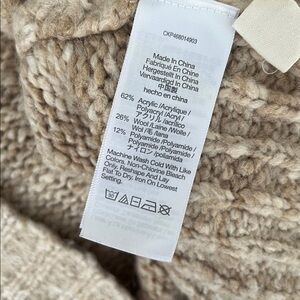 CKP468014903
Made In China
Fabriqué En Chine
Hergestellt In China
Vervaardigd In China
中国製
hecho en china
62% Acrylic /Acrylique /
Polyacryl /Acryl /
アクリル /acrílico
26% Wool /Laine /Wolle /
Wol /毛 /lana
12% Polyamide /Polyamide /
Polyamid /Polyamide /
ナイロン /poliamida
Machine Wash Cold With Like
Colors, Non-Chlorine Bleach
Only, Reshape And Lay
Flat To Dry, Iron On Lowest
Setting.